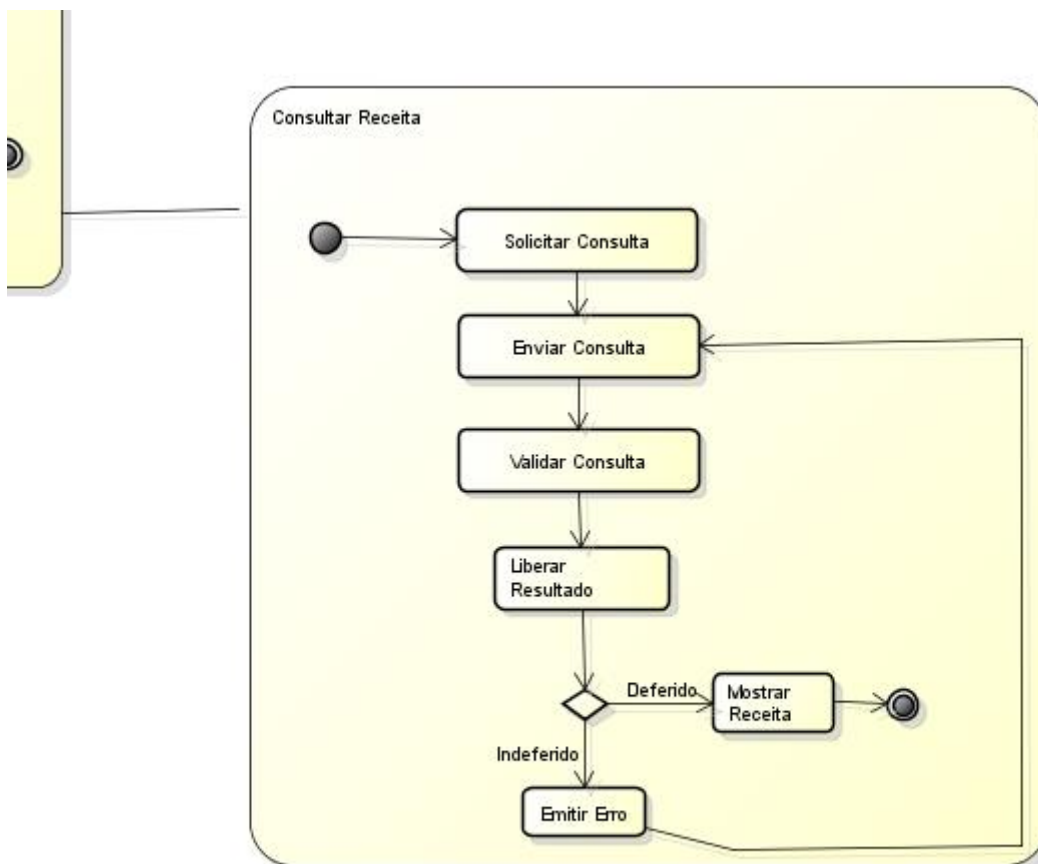 Consultar Receita
Solicitar Consulta
Enviar Consulta
Validar Consulta
Liberar
Resultado
Deferido
Mostrar
Receita
Indeferido
Emitir Erro